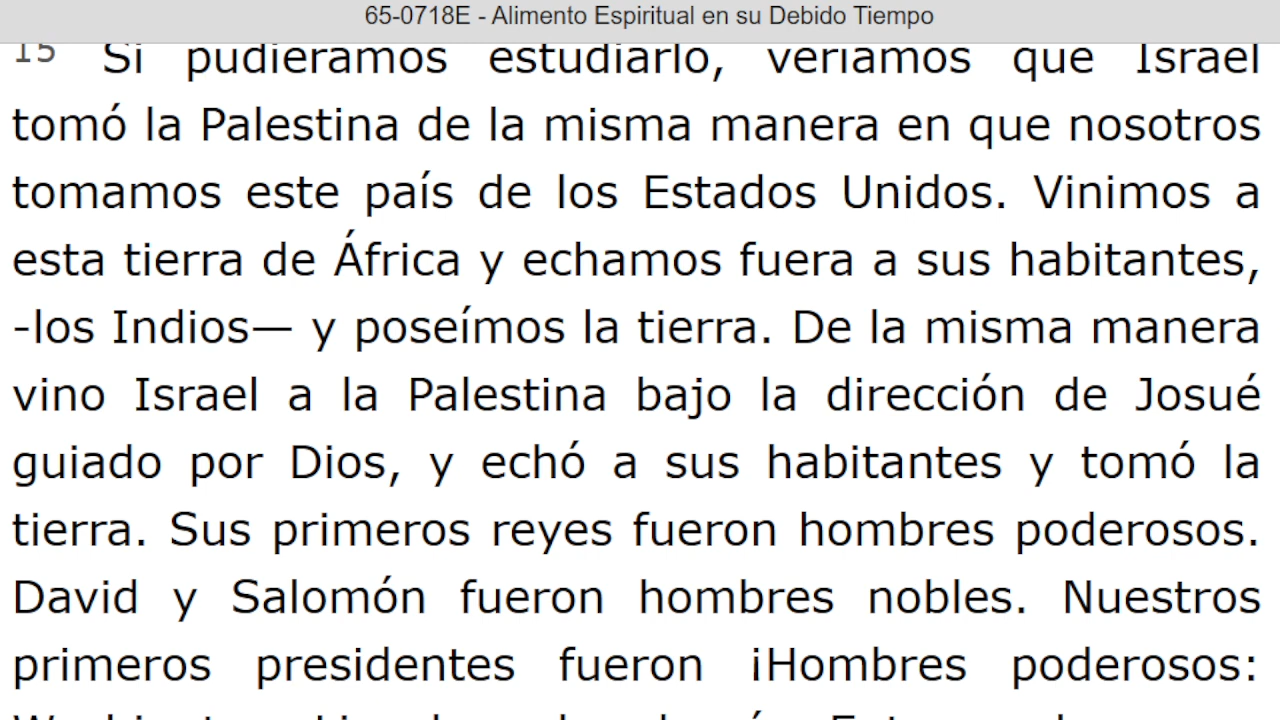 65-0718E - Alimento Espiritual en su Debido Tiempo
15 Si pudiéramos estudiarlo, veríamos que Israel
tomó la Palestina de la misma manera en que nosotros
tomamos este país de los Estados Unidos. Vinimos a
esta tierra de África y echamos fuera a sus habitantes,
-los Indios— y poseímos la tierra. De la misma manera
vino Israel a la Palestina bajo la dirección de Josué
guiado por Dios, y echó a sus habitantes y tomó la
tierra. Sus primeros reyes fueron hombres poderosos.
David y Salomón fueron hombres nobles. Nuestros
primeros presidentes fueron ¡Hombres poderosos: